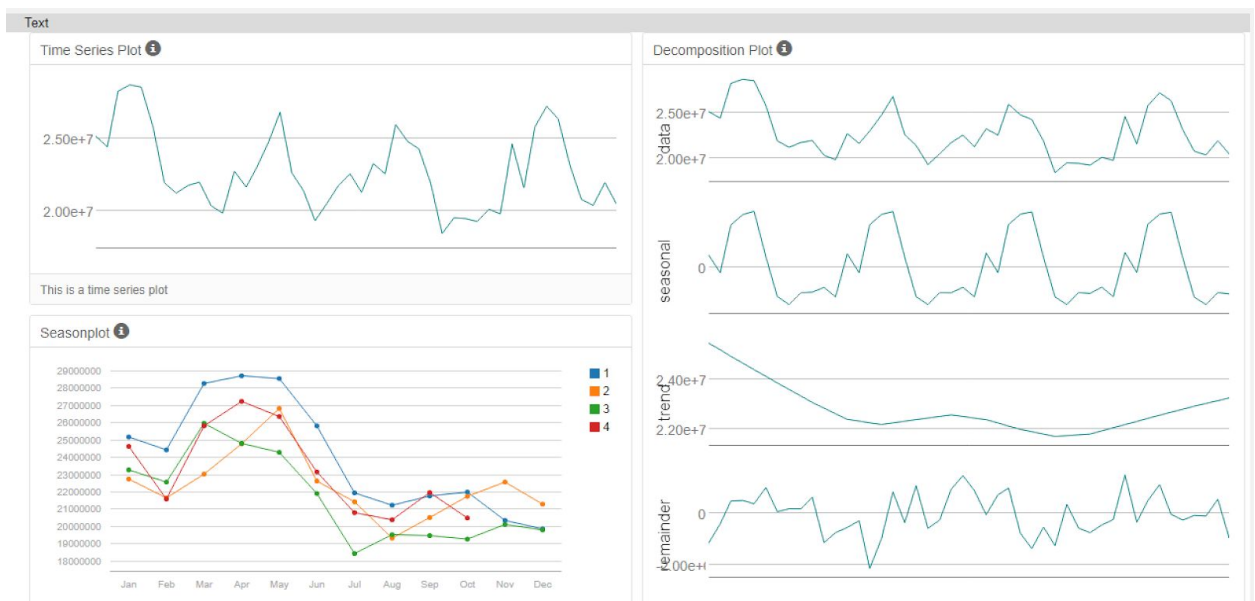 Text
Time Series Plot
2.50e+7
2.00e+7
This is a time series plot
Seasonplot
29000000
28000000
27000000
26000000
25000000
24000000
23000000
22000000
21000000
20000000
19000000
18000000
Jan Feb Mar Apr May Jun Jul Aug Sep Oct Nov Dec
1
2
3
4
Decomposition Plot
2.50e+7
2.00e+7
data
0
seasonal
2.40e+7
2.20e+7
trend
0
remainder